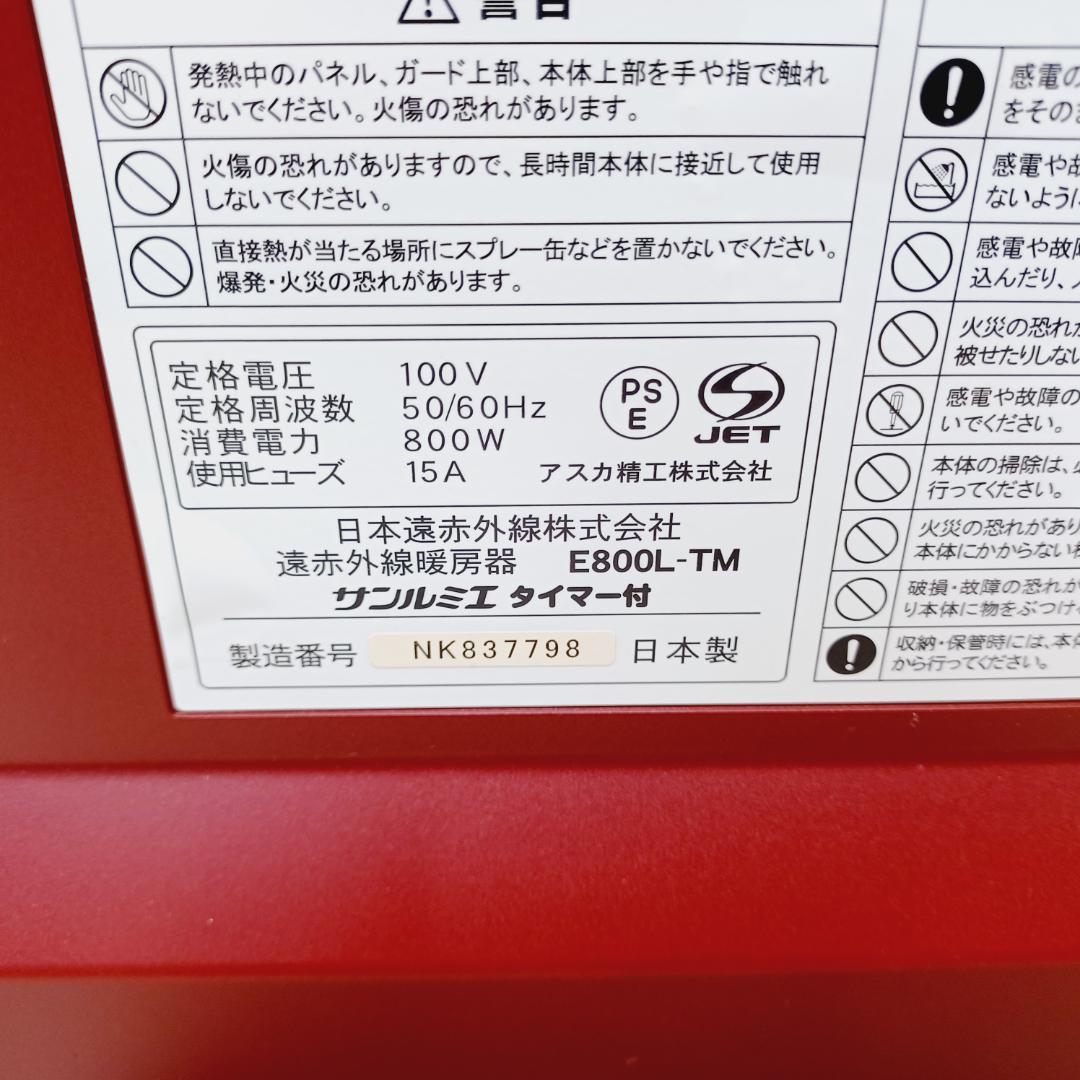 警告
発熱中のパネル、ガード上部、本体上部を手や指で触れ
ないでください。火傷の恐れがあります。
火傷の恐れがありますので、長時間本体に接近して使用
しないでください。
直接熱が当たる場所にスプレー缶などを置かないでください。
爆発・火災の恐れがあります。
定格電圧 100V
定格周波数 50/60Hz
消費電力 800W
使用ヒューズ 15A
PS
E
JET
アスカ精工株式会社
日本遠赤外線株式会社
遠赤外線暖房器 E800L-TM
サンルミエ タイマー付
製造番号 NK837798 日本製
感電の
をそのま
感電や故
ないように
感電や故障
込んだり、
火災の恐れが
被せたりしない
感電や故障の
いでください。
本体の掃除は、
行ってください。
火災の恐れがあり
本体にかからない
破損・故障の恐れが
り本体に物をぶつけ
収納・保管時には、本体
から行ってください。